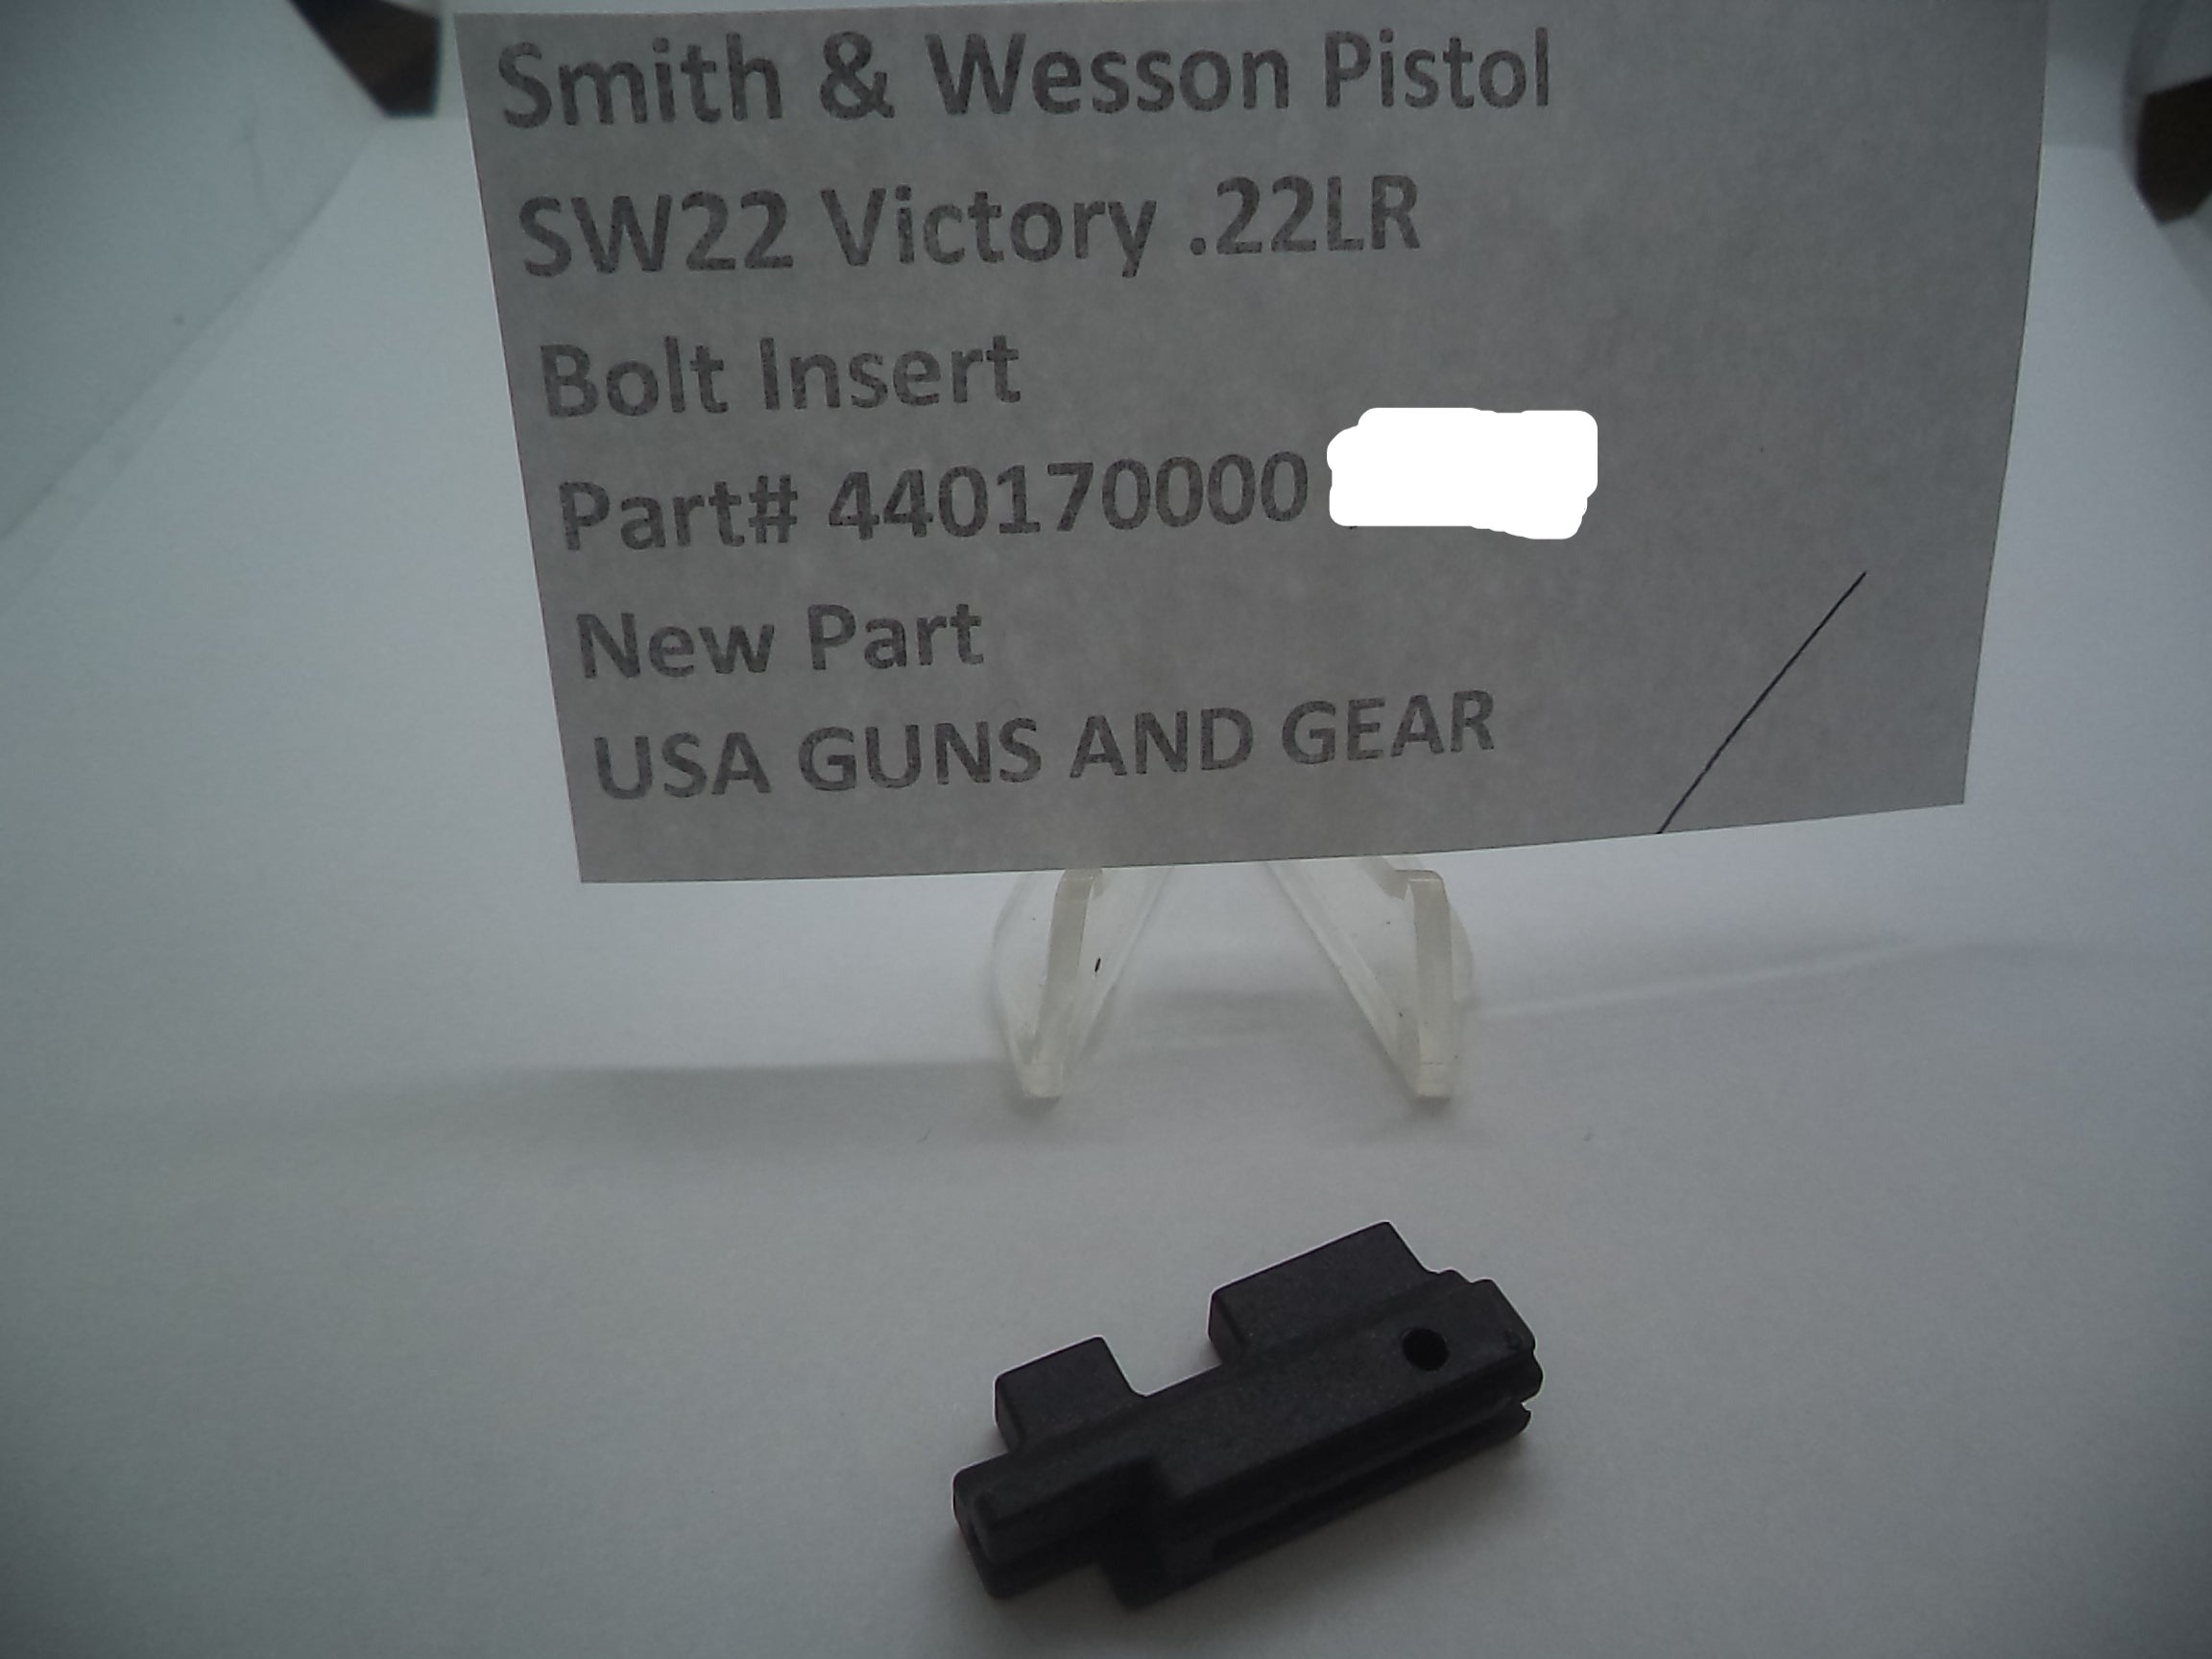 Smith & Wesson Pistol
SW22 Victory .22LR
Bolt Insert
Part# 440170000
New Part
USA GUNS AND GEAR